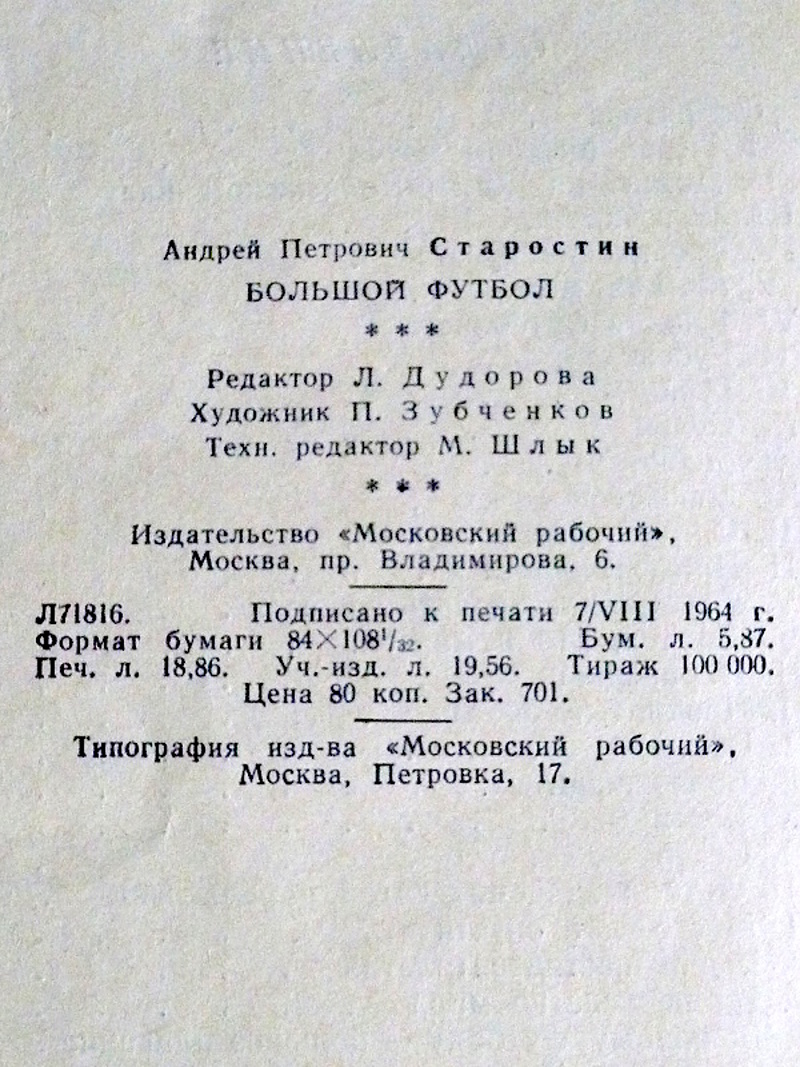 Андрей Петрович Старостин
БОЛЬШОЙ ФУТБОЛ
* * *
Редактор Л. Дудорова
Художник П. Зубченков
Техн. редактор М. Шлык
* * *
Издательство «Московский рабочий»,
Москва, пр. Владимирова, 6.
Л71816. Подписано к печати 7/VIII 1964 г.
Формат бумаги 84×108¹/₃₂. Бум. л. 5,87.
Печ. л. 18,86. Уч.-изд. л. 19,56. Тираж 100 000.
Цена 80 коп. Зак. 701.
Типография изд-ва «Московский рабочий»,
Москва, Петровка, 17.